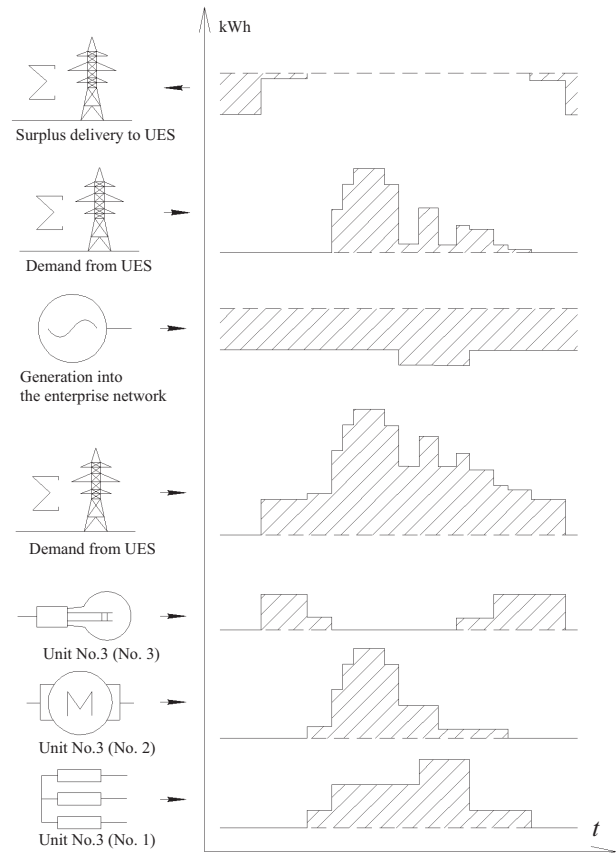 kWh
Surplus delivery to UES
Demand from UES
Generation into
the enterprise network
Demand from UES
Unit No.3 (No. 3)
M
Unit No.3 (No. 2)
Unit No.3 (No. 1)
t